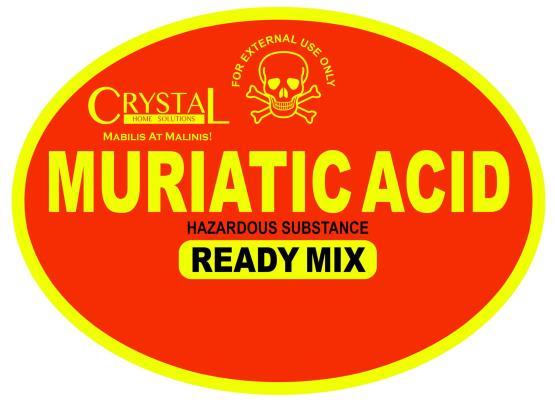 FOR EXTERNAL USE ONLY
CRYSTAL
HOME SOLUTIONS
MABILIS AT MALINIS!
MURIATIC ACID
HAZARDOUS SUBSTANCE
READY MIX